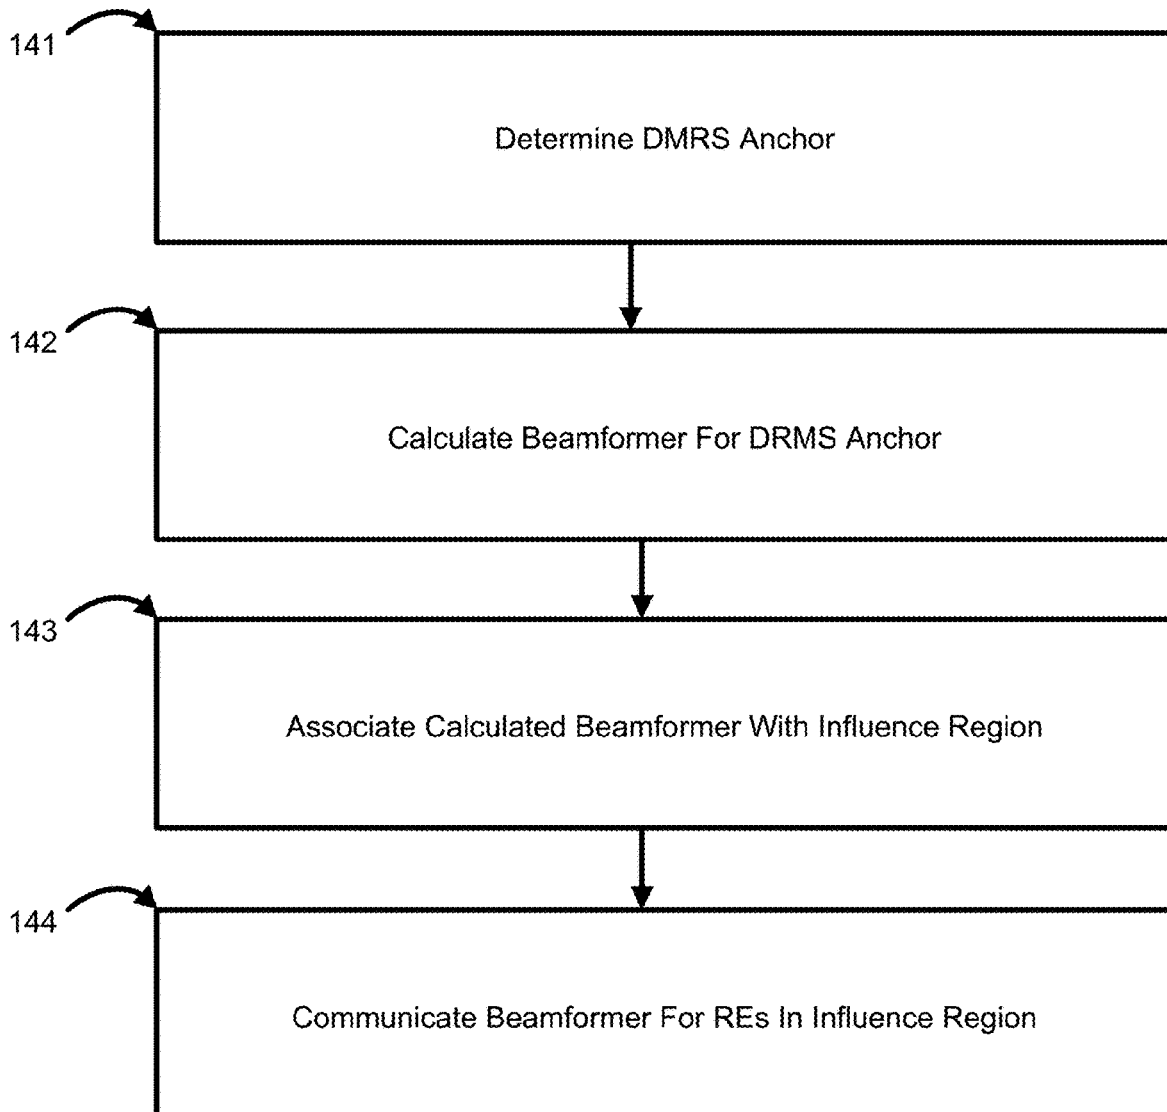 141
Determine DMRS Anchor
142
Calculate Beamformer For DRMS Anchor
143
Associate Calculated Beamformer With Influence Region
144
Communicate Beamformer For REs In Influence Region